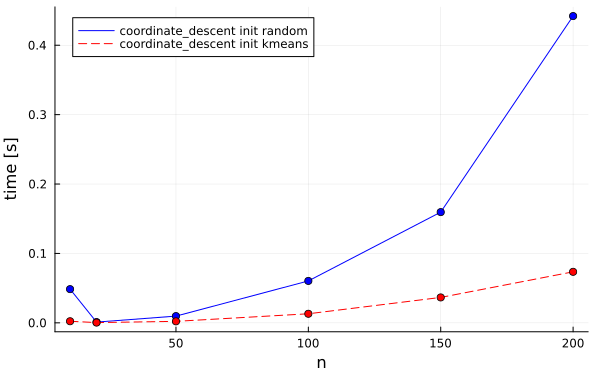 coordinate_descent init random
coordinate_descent init kmeans
time [s]
0.4
0.3
0.2
0.1
0.0
50
100
150
200
n